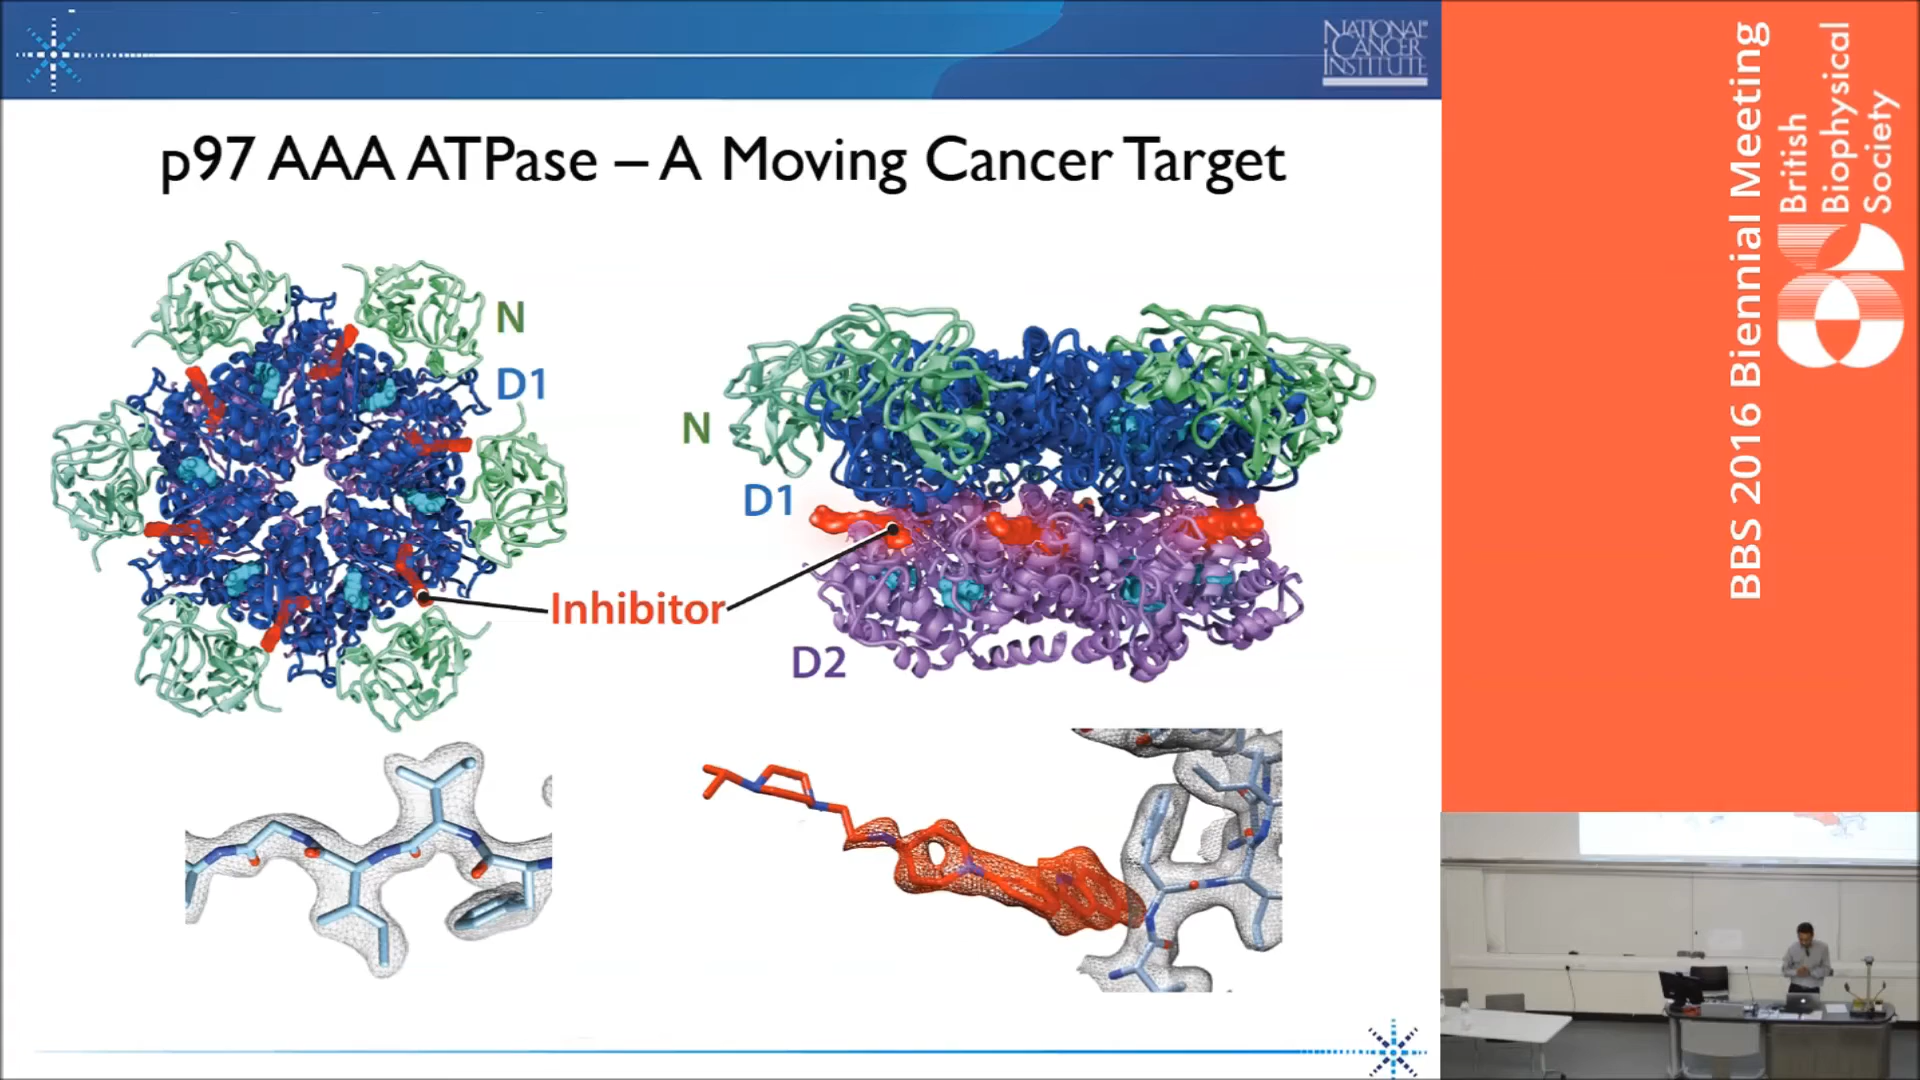 NATIONAL
CANCER
INSTITUTE
p97 AAA ATPase – A Moving Cancer Target
N
D1
N
D1
Inhibitor
D2
BBS 2016 Biennial Meeting
British
Biophysical
Society